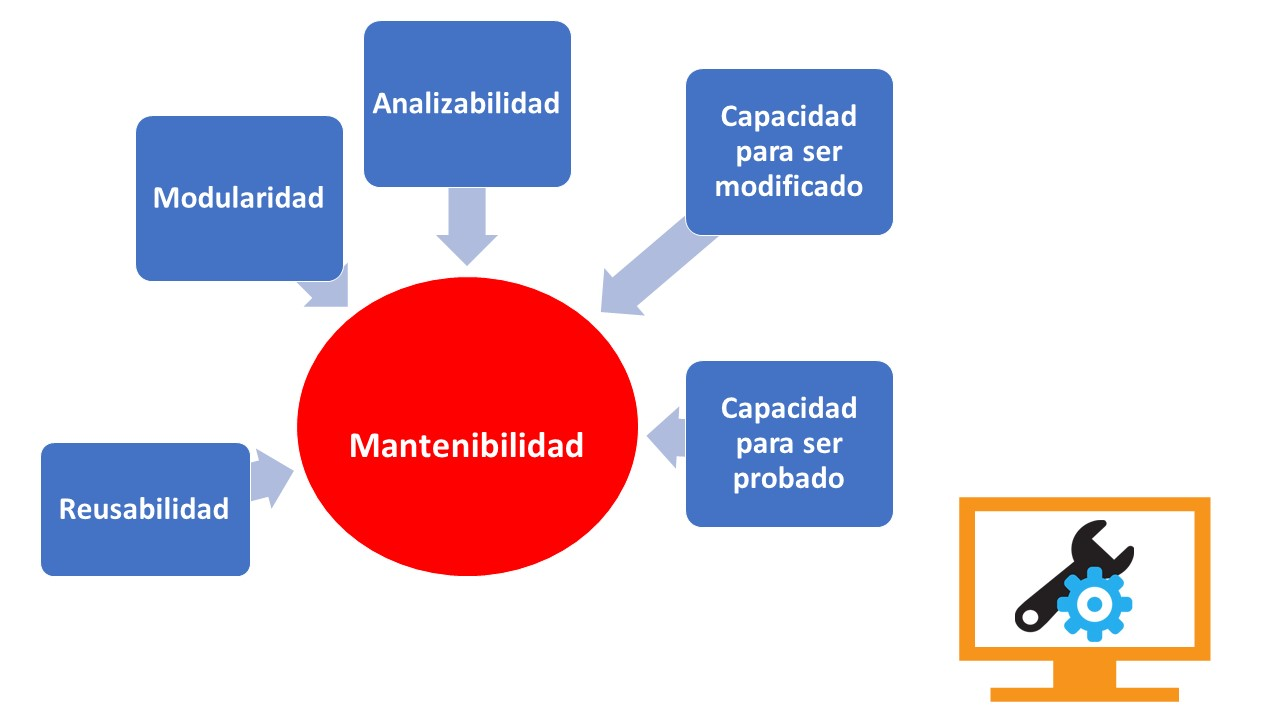 Analizabilidad
Capacidad
para ser
modificado
Modularidad
Capacidad
para ser
probado
Mantenibilidad
Reusabilidad